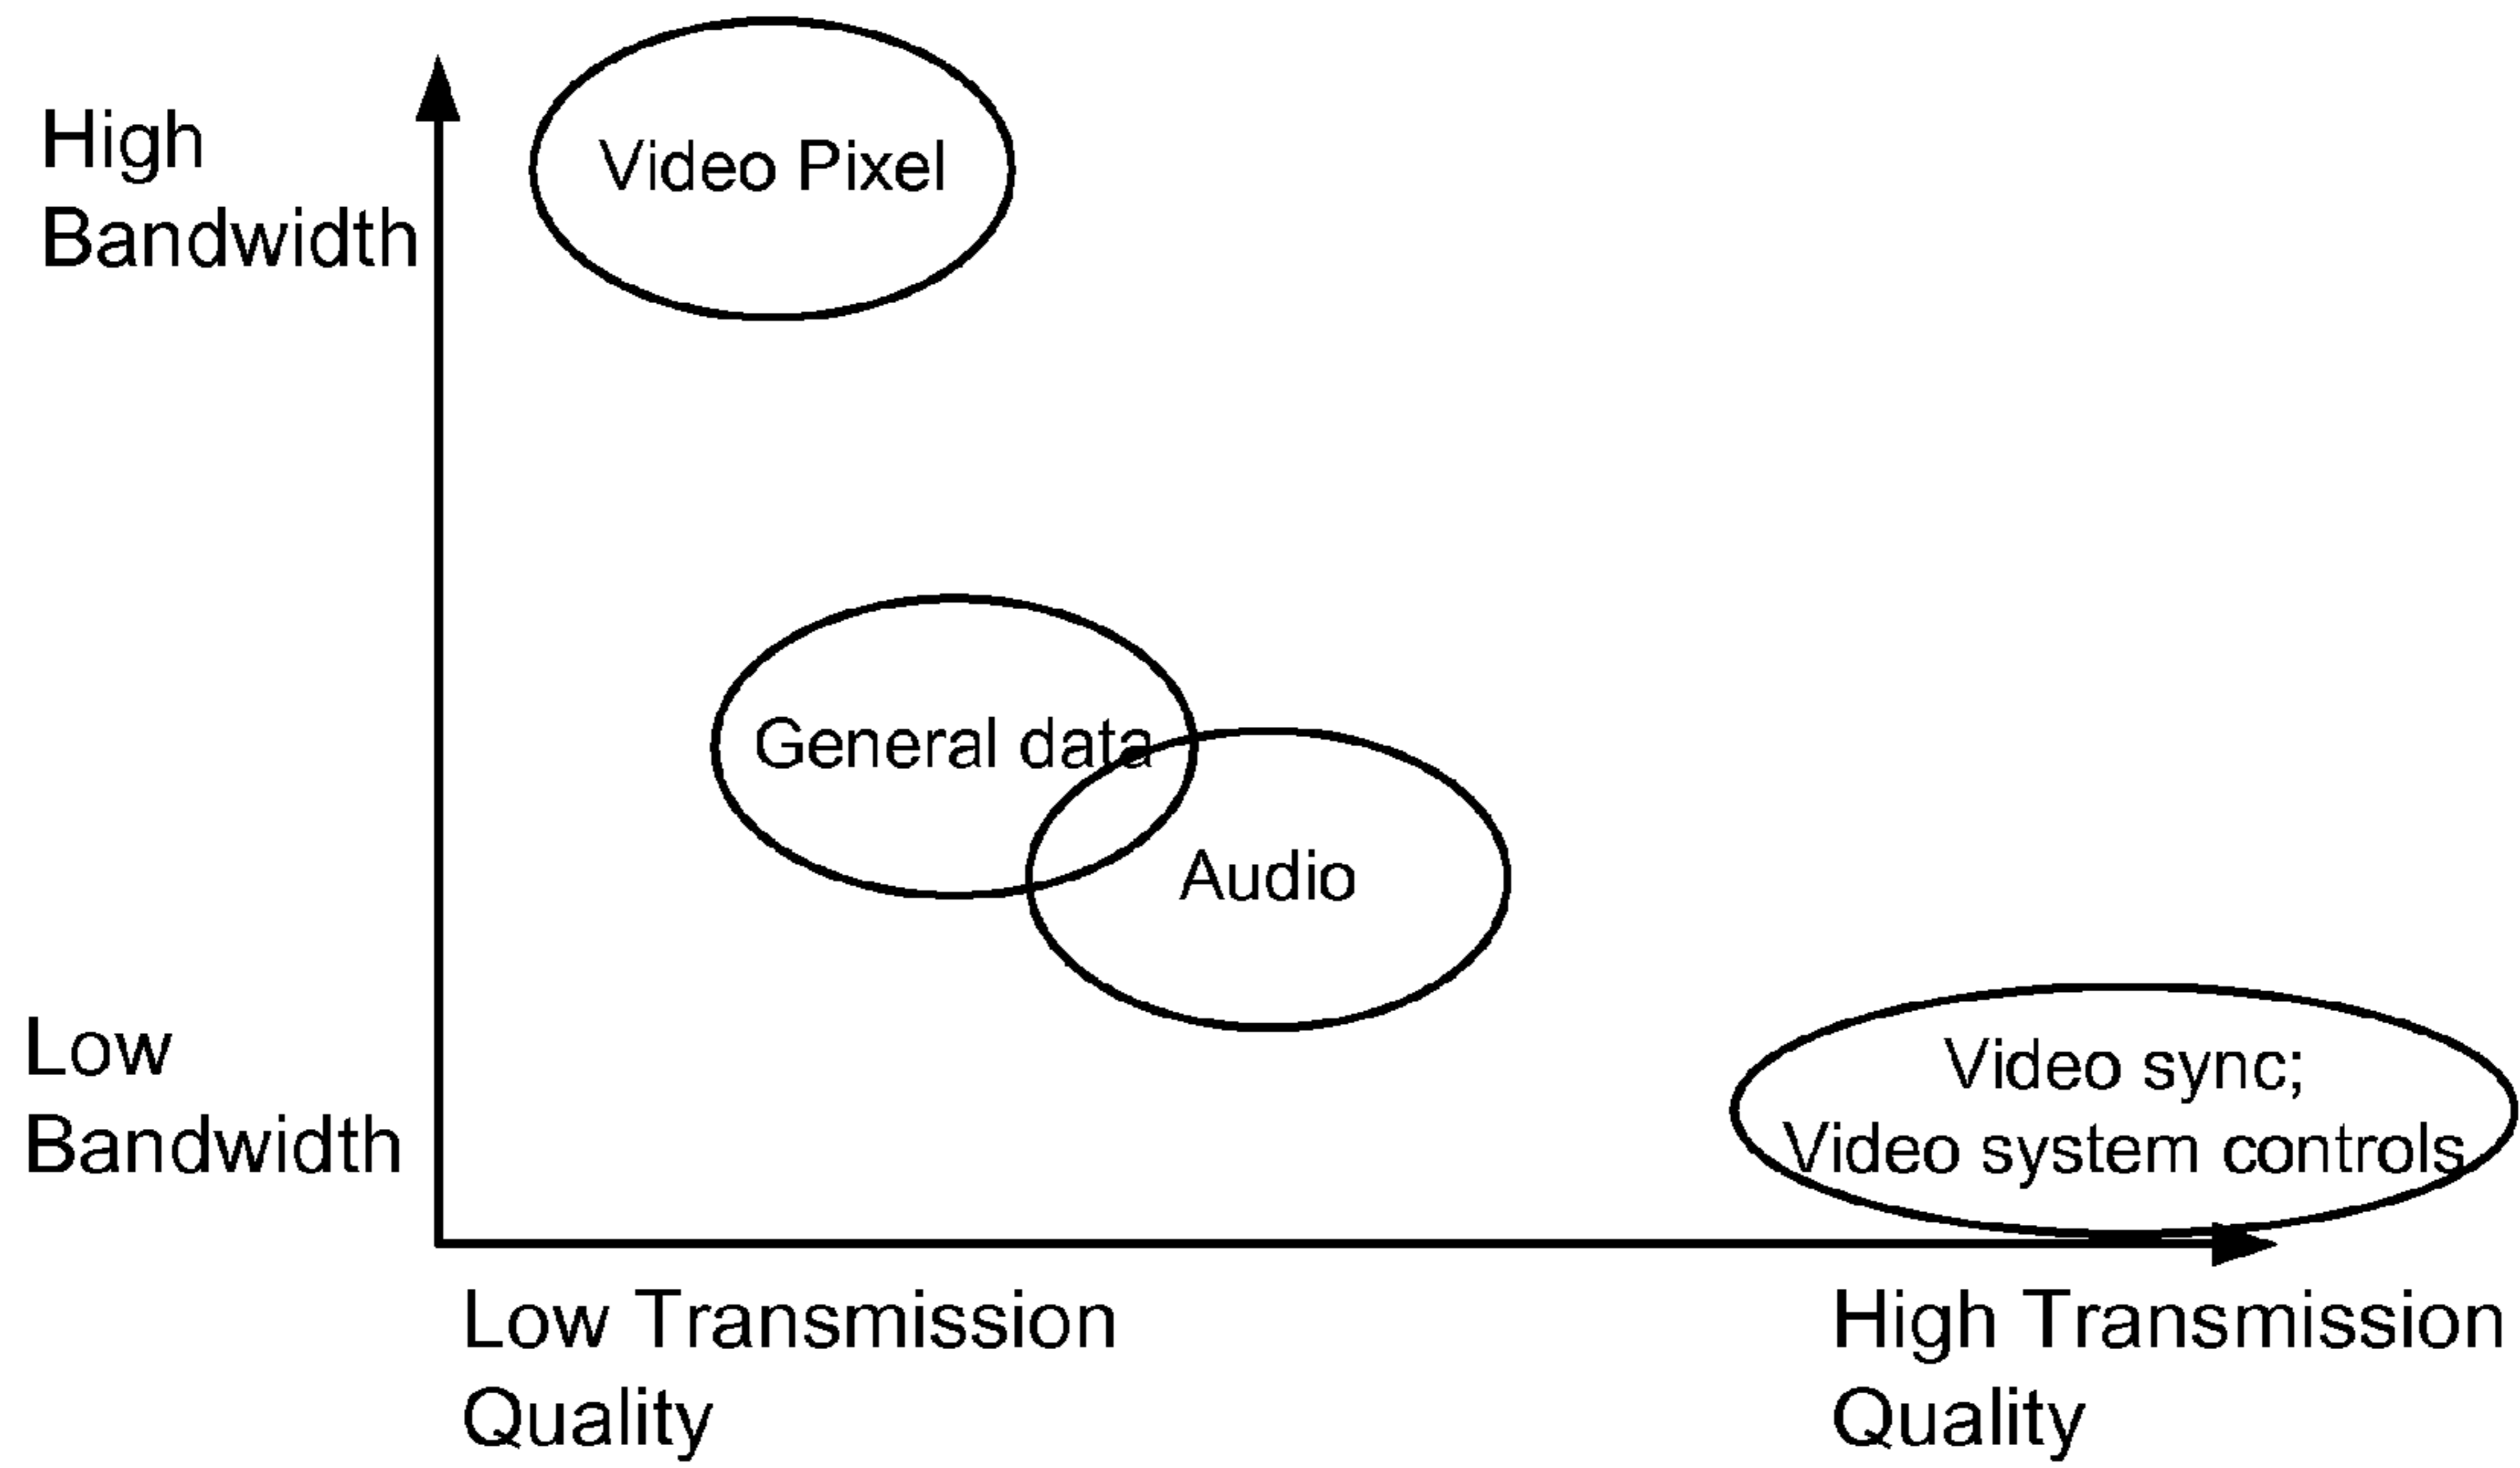 High
Bandwidth
Video Pixel
General data
Audio
Low
Bandwidth
Video sync;
Video system controls
Low Transmission
Quality
High Transmission
Quality